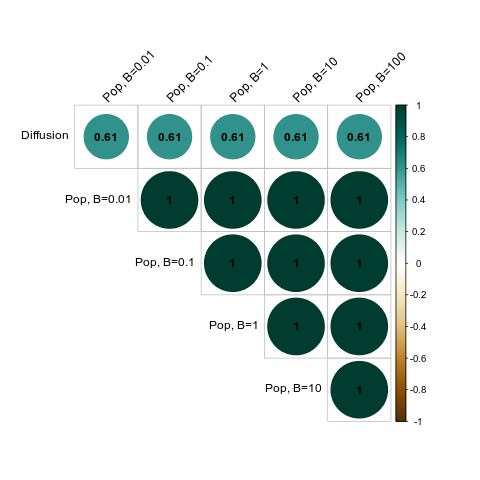 Pop, B=0.01
Pop, B=0.1
Pop, B=1
Pop, B=10
Pop, B=100
Diffusion 0.61 0.61 0.61 0.61 0.61
Pop, B=0.01 1 1 1 1
Pop, B=0.1 1 1 1
Pop, B=1 1 1
Pop, B=10 1
1
0.8
0.6
0.4
0.2
0
-0.2
-0.4
-0.6
-0.8
-1